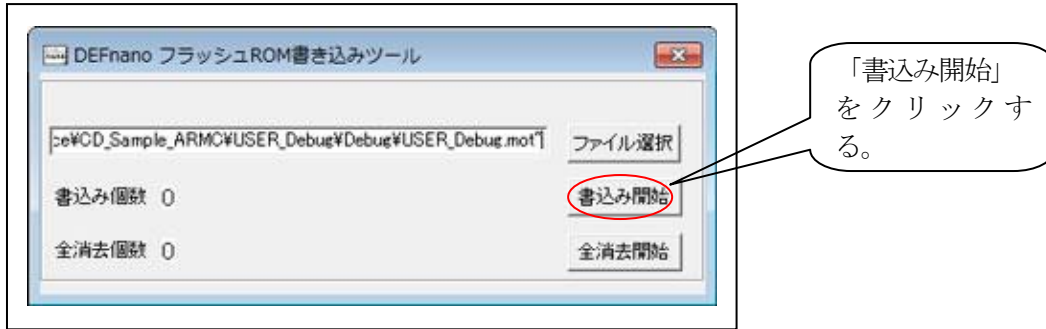 DEFnano フラッシュROM書き込みツール
ce¥CD_Sample_ARMC¥USER_Debug¥Debug¥USER_Debug.mot"
ファイル選択
書込み個数 0
書込み開始
全消去個数 0
全消去開始
「書込み開始」
をクリックす
る。